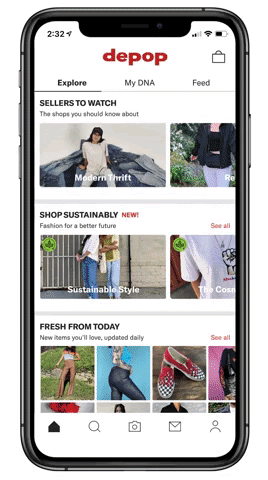 2:32
depop
Explore My DNA Feed
SELLERS TO WATCH
The shops you should know about
Modern Thrift Re
SHOP SUSTAINABLY NEW!
Fashion for a better future See all
Sustainable Style The Cosm
FRESH FROM TODAY
New items you'll love, updated daily See all